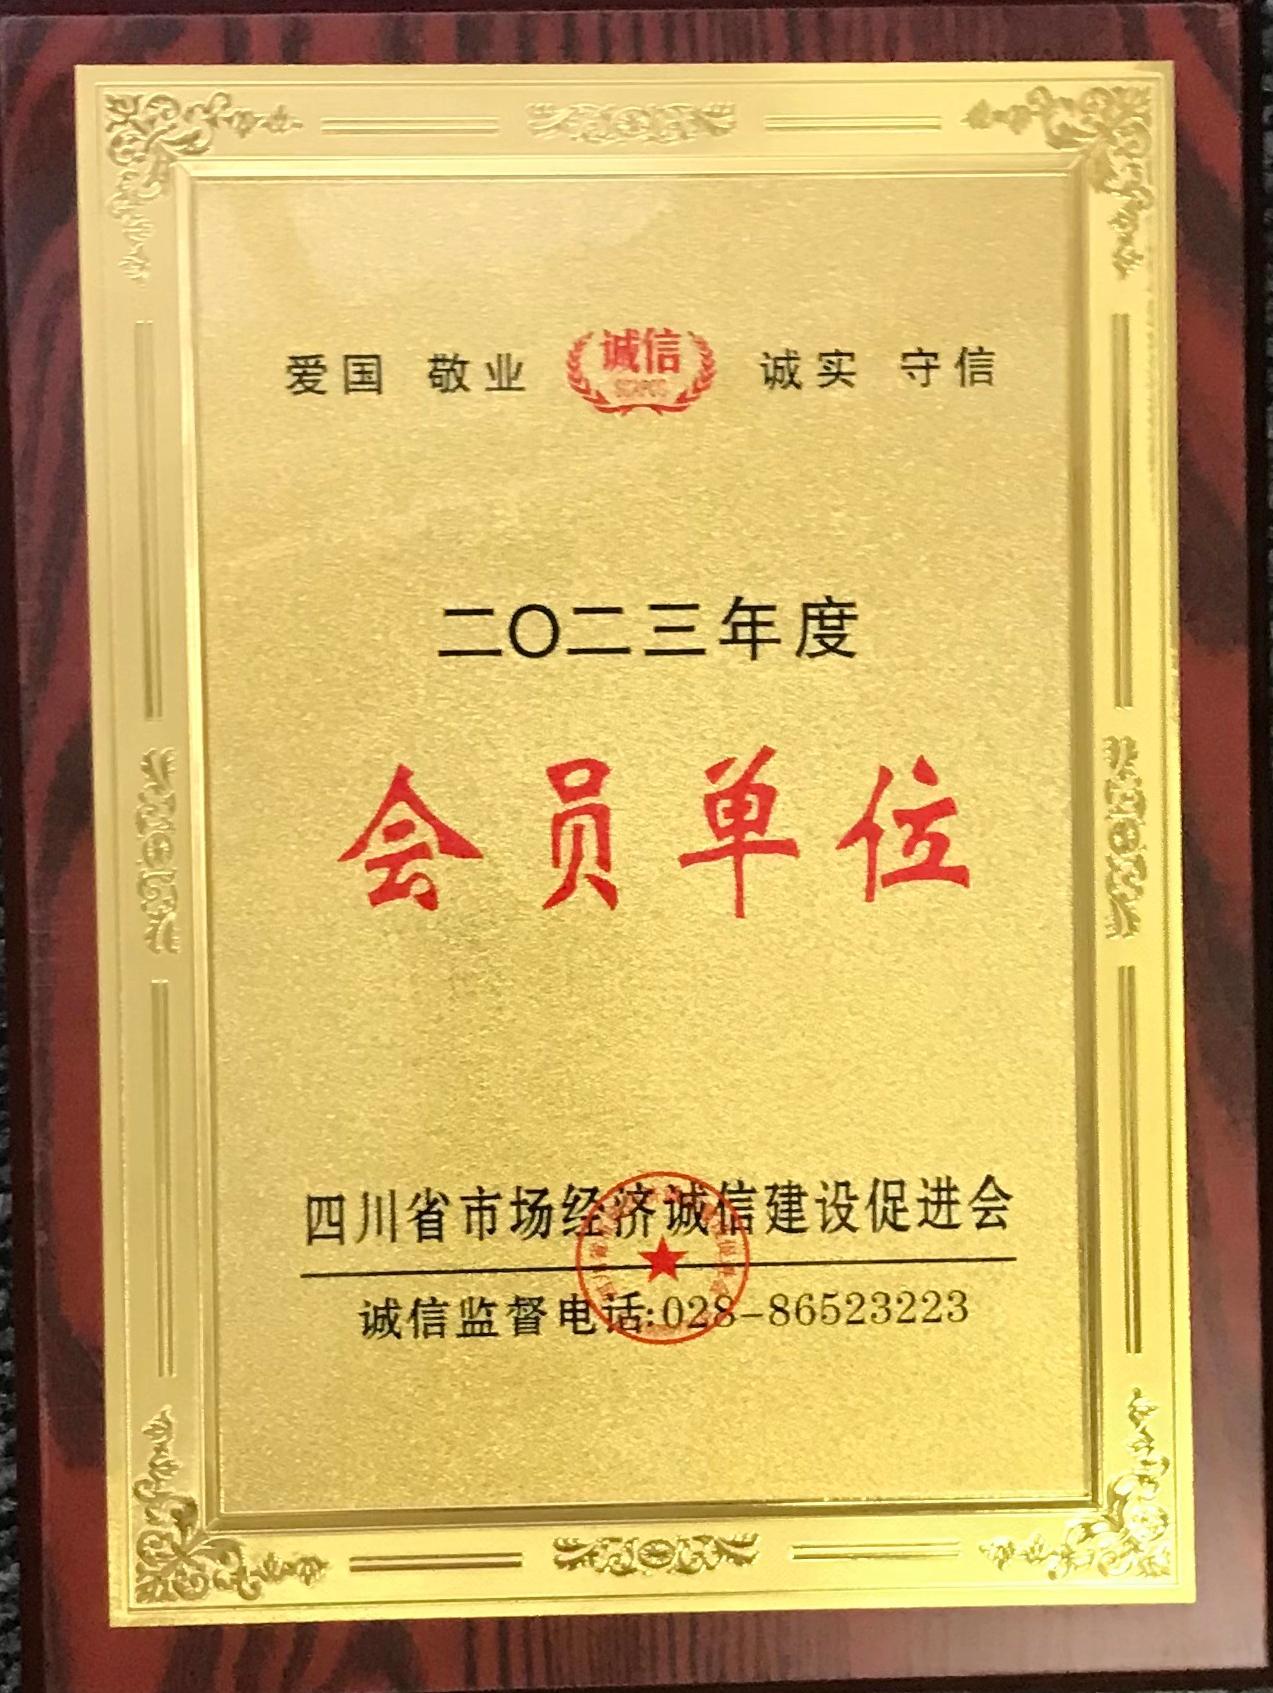 爱国 敬业 诚信 诚实 守信
二〇二三年度
会员单位
四川省市场经济诚信建设促进会
诚信监督电话:028-86523223